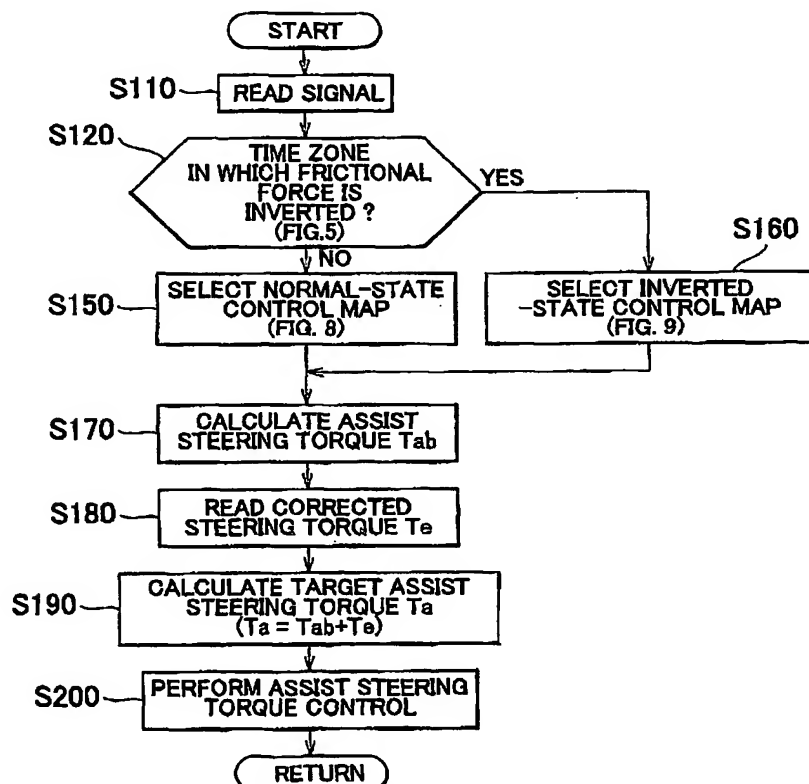 START
S110
READ SIGNAL
S120
TIME ZONE
IN WHICH FRICTIONAL
FORCE IS
INVERTED ?
(FIG.5)
YES
NO
S150
SELECT NORMAL-STATE
CONTROL MAP
(FIG. 8)
S160
SELECT INVERTED
-STATE CONTROL MAP
(FIG. 9)
S170
CALCULATE ASSIST
STEERING TORQUE Tab
S180
READ CORRECTED
STEERING TORQUE Te
S190
CALCULATE TARGET ASSIST
STEERING TORQUE Ta
(Ta = Tab+Te)
S200
PERFORM ASSIST STEERING
TORQUE CONTROL
RETURN